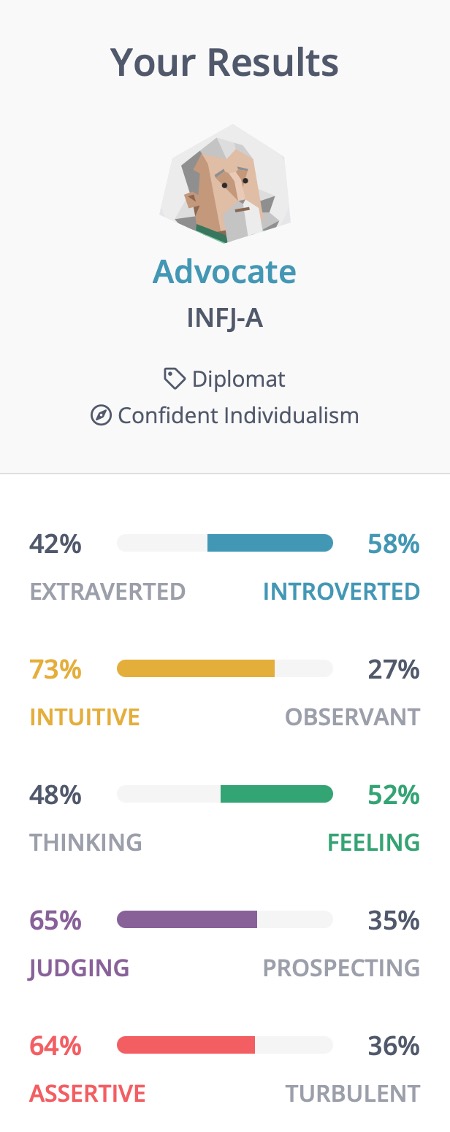 Your Results
Advocate
INFJ-A
Diplomat
Confident Individualism
42% 58%
EXTRAVERTED INTROVERTED
73% 27%
INTUITIVE OBSERVANT
48% 52%
THINKING FEELING
65% 35%
JUDGING PROSPECTING
64% 36%
ASSERTIVE TURBULENT